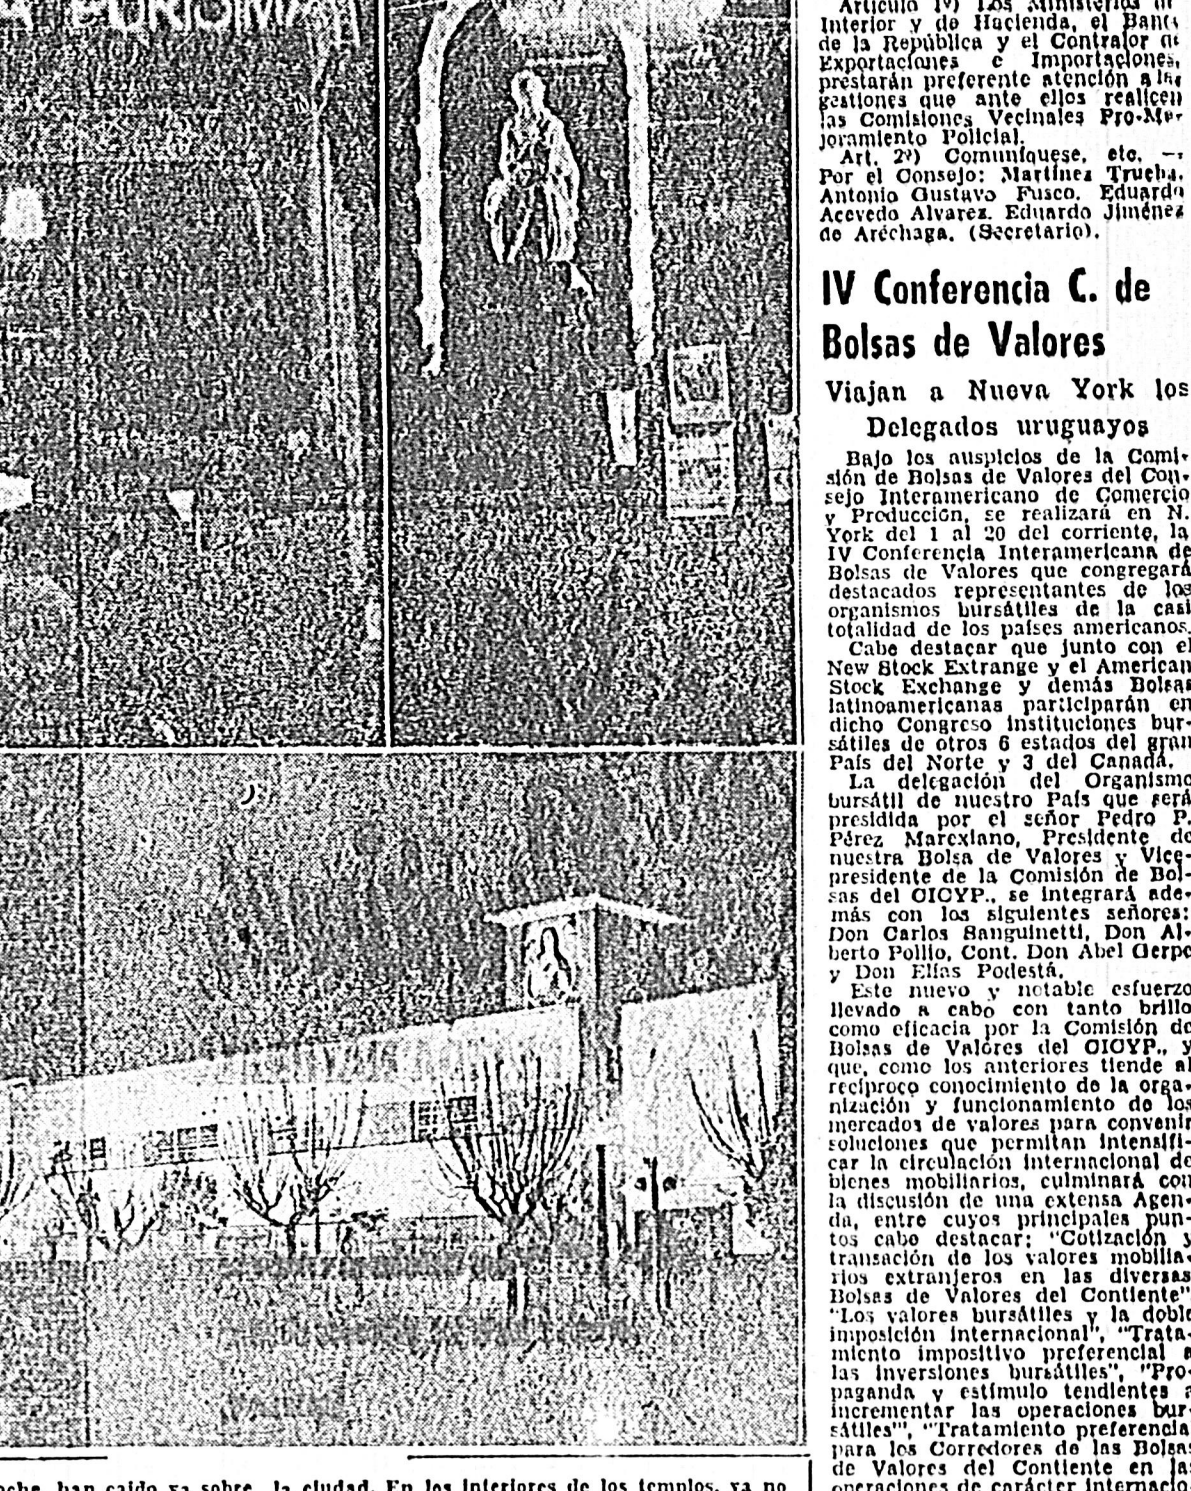 A PURISIMA
Artículo 1º) Los Ministerios de
Interior y de Hacienda, el Banco
de la República y el Contralor de
Exportaciones e Importaciones,
prestarán preferente atención a las
gestiones que ante ellos realicen
las Comisiones Vecinales Pro-Me-
joramiento Policial.
Art. 2º) Comuníquese, etc. —
Por el Consejo: Martínez Trueba.
Antonio Gustavo Fusco. Eduardo
Acevedo Alvarez. Eduardo Jiménez
de Aréchaga. (Secretario).
IV Conferencia C. de
Bolsas de Valores
Viajan a Nueva York los
Delegados uruguayos
Bajo los auspicios de la Comi-
sión de Bolsas de Valores del Con-
sejo Interamericano de Comercio
y Producción, se realizará en N.
York del 1 al 20 del corriente, la
IV Conferencia Interamericana de
Bolsas de Valores que congregará
destacados representantes de los
organismos bursátiles de la casi
totalidad de los países americanos.
Cabe destacar que junto con el
New Stock Extrange y el American
Stock Exchange y demás Bolsas
latinoamericanas participarán en
dicho Congreso instituciones bur-
sátiles de otros 6 estados del gran
País del Norte y 3 del Canadá.
La delegación del Organismo
bursátil de nuestro País que será
presidida por el señor Pedro P.
Pérez Marexiano, Presidente de
nuestra Bolsa de Valores y Vice-
presidente de la Comisión de Bol-
sas del CICYP., se integrará ade-
más con los siguientes señores:
Don Carlos Sanguinetti, Don Al-
berto Pollio, Cont. Don Abel Gerpe
y Don Elías Podestá.
Este nuevo y notable esfuerzo
llevado a cabo con tanto brillo
como eficacia por la Comisión de
Bolsas de Valores del CICYP., y
que, como los anteriores tiende al
recíproco conocimiento de la orga-
nización y funcionamiento de los
mercados de valores para convenir
soluciones que permitan intensifi-
car la circulación internacional de
bienes mobiliarios, culminará con
la discusión de una extensa Agen-
da, entre cuyos principales pun-
tos cabe destacar: "Cotización y
transación de los valores mobilia-
rios extranjeros en las diversas
Bolsas de Valores del Contiente"
"Los valores bursátiles y la doble
imposición internacional", "Trata-
miento impositivo preferencial a
las inversiones bursátiles", "Pro-
paganda y estímulo tendientes a
incrementar las operaciones bur-
sátiles", "Tratamiento preferencial
para los Corredores de las Bolsas
de Valores del Contiente en las
operaciones de carácter internacio-
oche, han caído ya sobre la ciudad. En los interiores de los templos, ya no